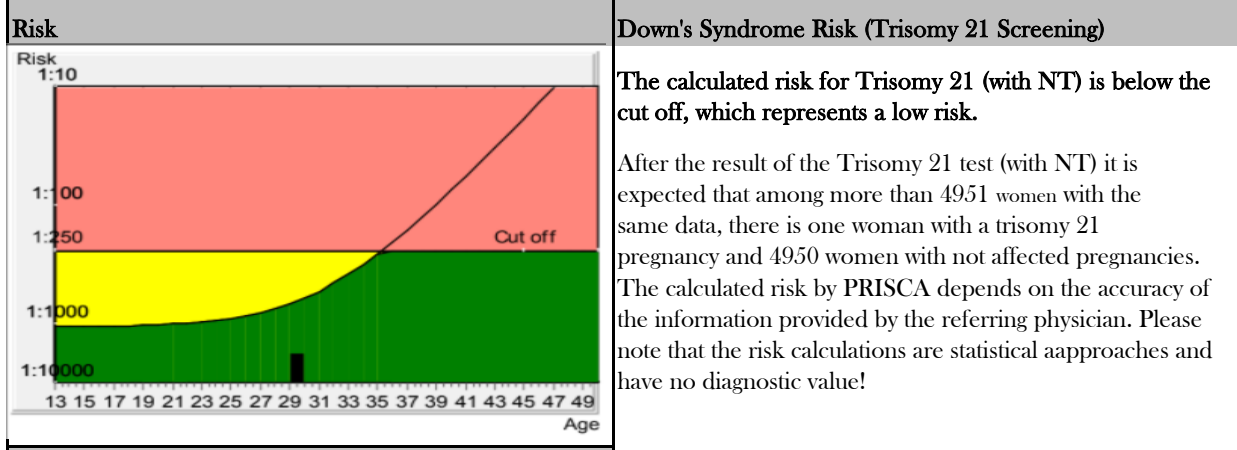 Risk
Down's Syndrome Risk (Trisomy 21 Screening)
Risk
1:10
1:100
1:250
Cut off
1:1000
1:10000
13 15 17 19 21 23 25 27 29 31 33 35 37 39 41 43 45 47 49
Age
The calculated risk for Trisomy 21 (with NT) is below the
cut off, which represents a low risk.
After the result of the Trisomy 21 test (with NT) it is
expected that among more than 4951 women with the
same data, there is one woman with a trisomy 21
pregnancy and 4950 women with not affected pregnancies.
The calculated risk by PRISCA depends on the accuracy of
the information provided by the referring physician. Please
note that the risk calculations are statistical aapproaches and
have no diagnostic value!